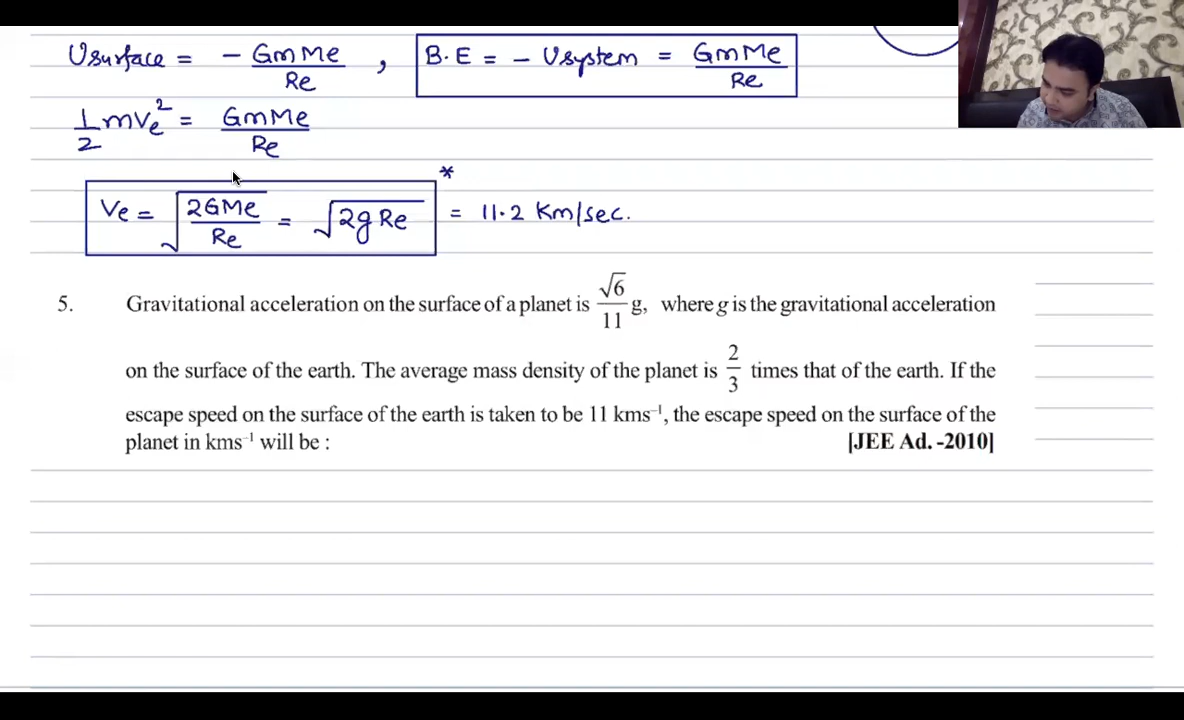 Usurface = - GmMe/Re , B.E = - Usystem = GmMe/Re
1/2 mve² = GmMe/Re
*
Ve = √(2GMe/Re) = √(2gRe) = 11.2 Km/sec.
5. Gravitational acceleration on the surface of a planet is √6/11 g, where g is the gravitational acceleration
on the surface of the earth. The average mass density of the planet is 2/3 times that of the earth. If the
escape speed on the surface of the earth is taken to be 11 kms⁻¹, the escape speed on the surface of the
planet in kms⁻¹ will be :
[JEE Ad. -2010]